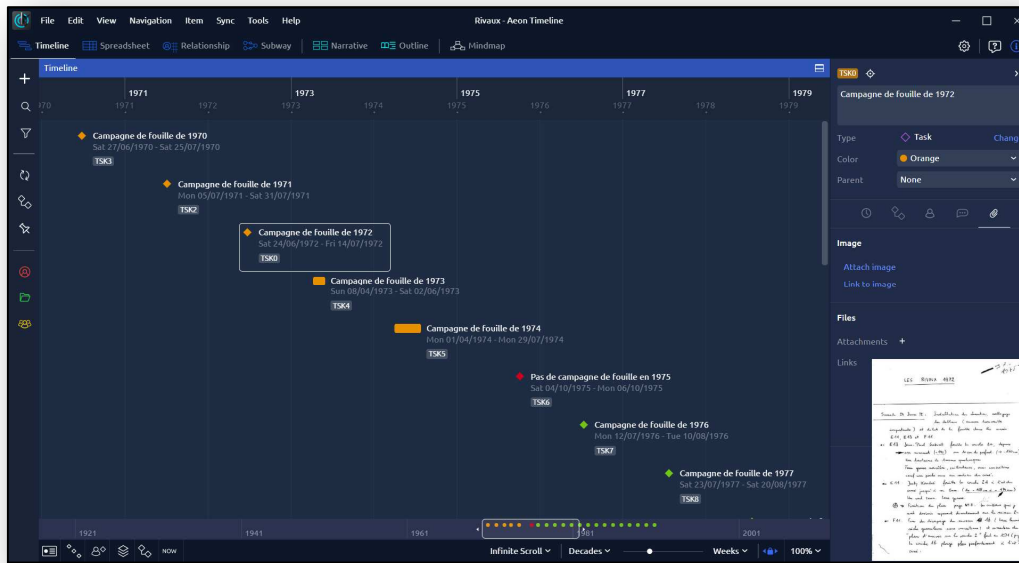 File Edit View Navigation Item Sync Tools Help
Rivaux - Aeon Timeline
Timeline Spreadsheet Relationship Subway Narrative Outline Mindmap
Timeline
1971 1973 1975 1977 1979
970 1971 1972 1973 1974 1975 1976 1977 1978 1979
Campagne de fouille de 1970
Sat 27/06/1970 - Sat 25/07/1970
TSK3
Campagne de fouille de 1971
Mon 05/07/1971 - Sat 31/07/1971
TSK2
Campagne de fouille de 1972
Sat 24/06/1972 - Fri 14/07/1972
TSK0
Campagne de fouille de 1973
Sun 08/04/1973 - Sat 02/06/1973
TSK4
Campagne de fouille de 1974
Mon 01/04/1974 - Mon 29/07/1974
TSK5
Pas de campagne de fouille en 1975
Sat 04/10/1975 - Mon 06/10/1975
TSK6
Campagne de fouille de 1976
Mon 12/07/1976 - Tue 10/08/1976
TSK7
Campagne de fouille de 1977
Sat 23/07/1977 - Sat 20/08/1977
TSK8
1921 1941 1961 1981 2001
NOW
Infinite Scroll Decades Weeks 100%
TSK0
Campagne de fouille de 1972
Type Task Chang
Color Orange
Parent None
Image
Attach image
Link to image
Files
Attachments +
Links
LES RIVAUX 1972